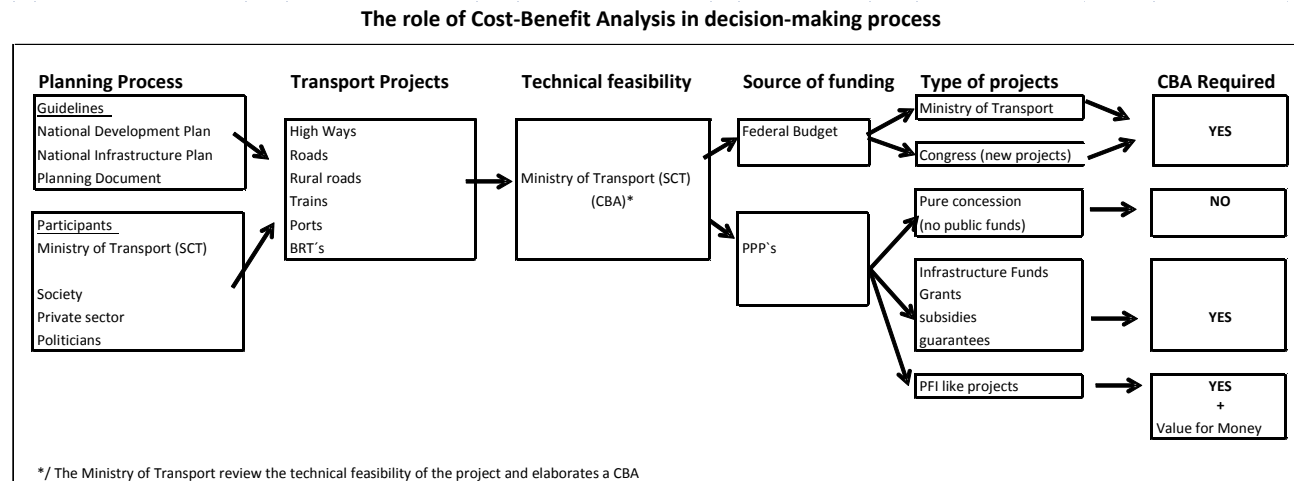 The role of Cost-Benefit Analysis in decision-making process
Planning Process
Guidelines
National Development Plan
National Infrastructure Plan
Planning Document
Participants
Ministry of Transport (SCT)
Society
Private sector
Politicians
Transport Projects
High Ways
Roads
Rural roads
Trains
Ports
BRT´s
Technical feasibility
Ministry of Transport (SCT)
(CBA)*
Source of funding
Federal Budget
PPP`s
Type of projects
Ministry of Transport
Congress (new projects)
Pure concession
(no public funds)
Infrastructure Funds
Grants
subsidies
guarantees
PFI like projects
CBA Required
YES
NO
YES
YES
+
Value for Money
*/ The Ministry of Transport review the technical feasibility of the project and elaborates a CBA